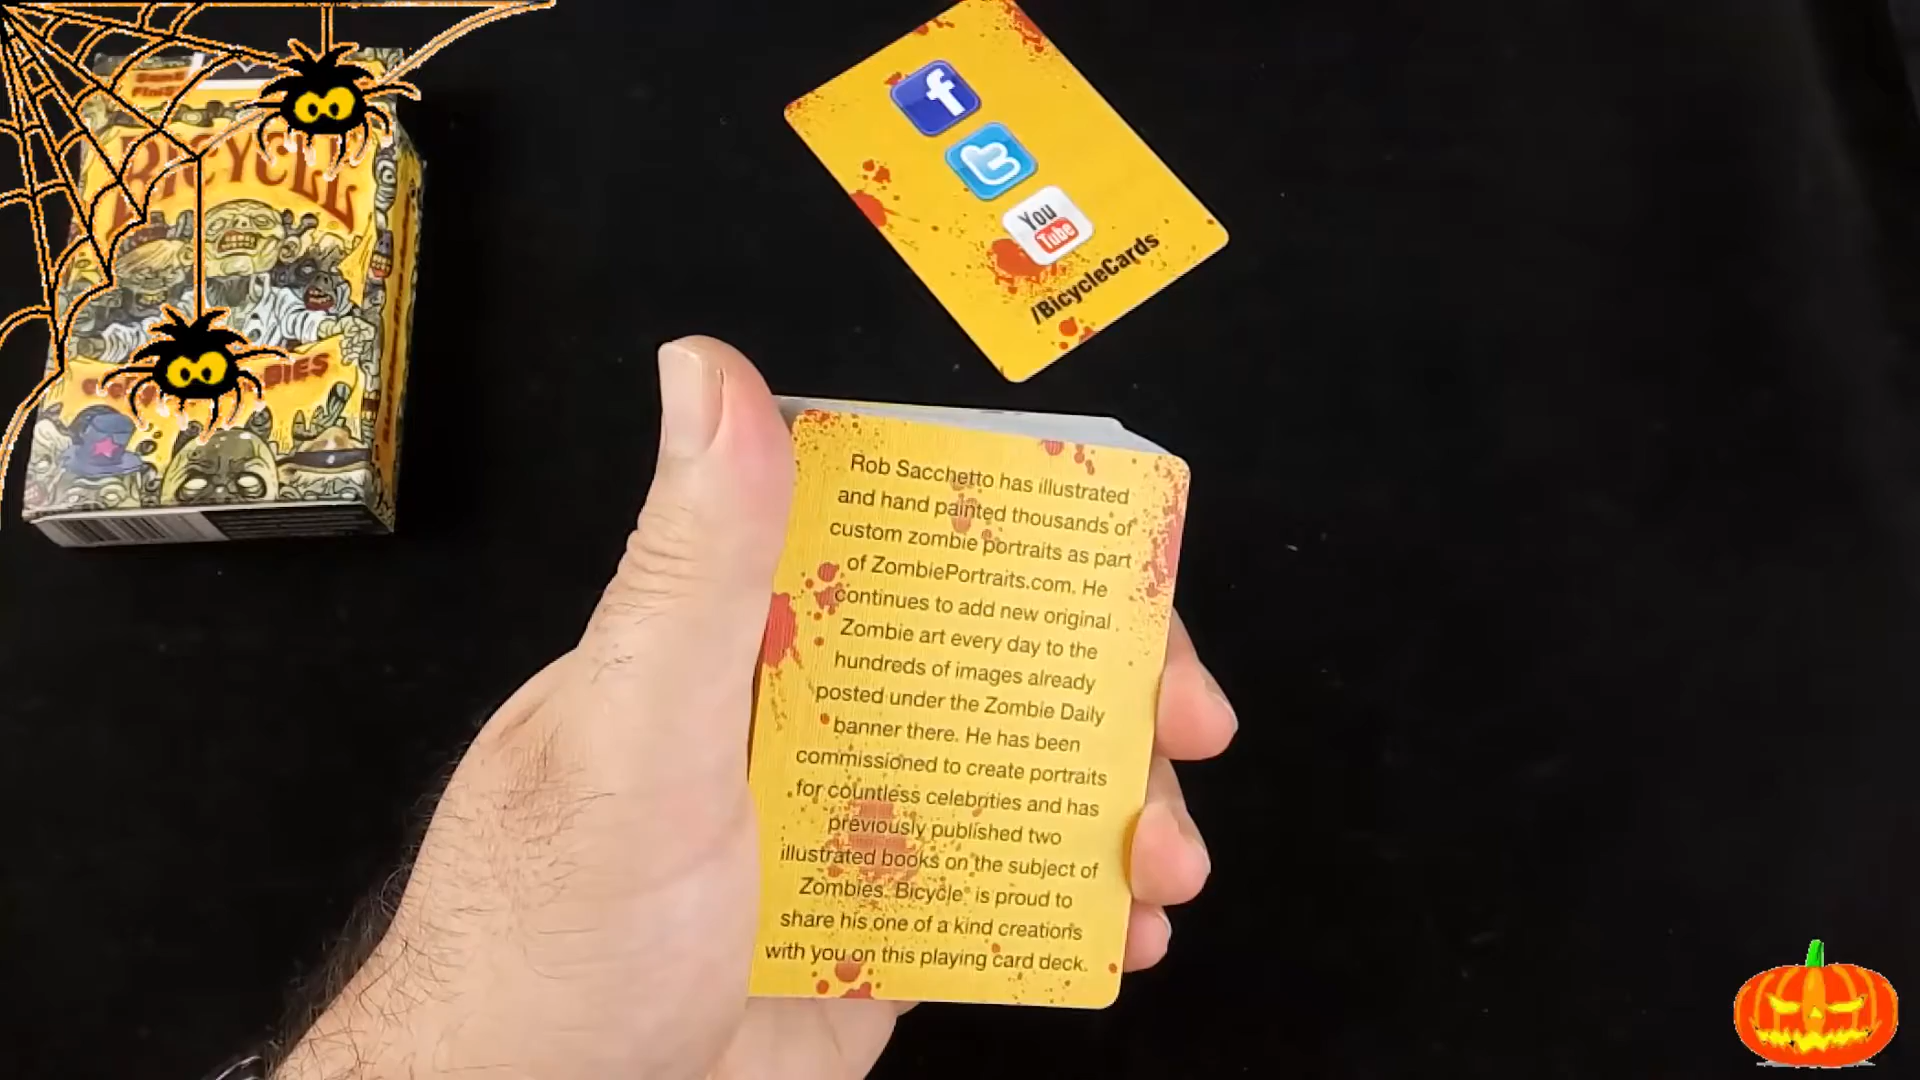 BICYCLE
f
t
You
Tube
/BicycleCards
Rob Sacchetto has illustrated
and hand painted thousands of
custom zombie portraits as part
of ZombiePortraits.com. He
continues to add new original
Zombie art every day to the
hundreds of images already
posted under the Zombie Daily
banner there. He has been
commissioned to create portraits
for countless celebrities and has
previously published two
illustrated books on the subject of
Zombies. Bicycle® is proud to
share his one of a kind creations
with you on this playing card deck.